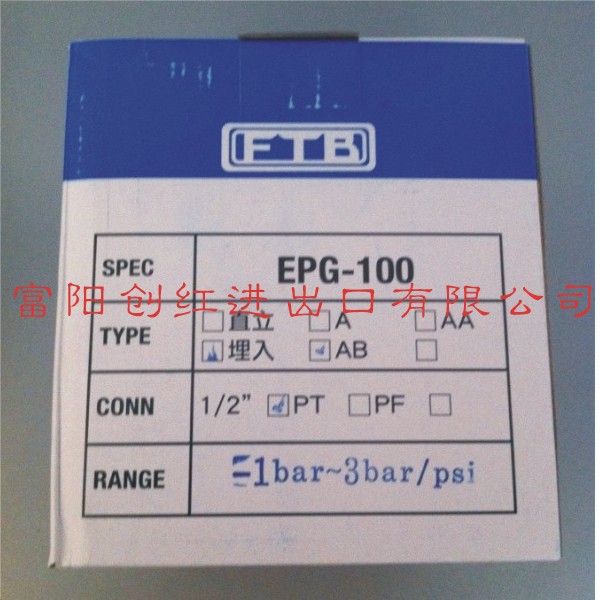 FTB
SPEC EPG-100
富阳创红进出口有限公司
TYPE
☐直立 ☐A ☐AA
☑埋入 ☑AB ☐
CONN 1/2” ☑PT ☐PF ☐
RANGE -1bar~3bar/psi